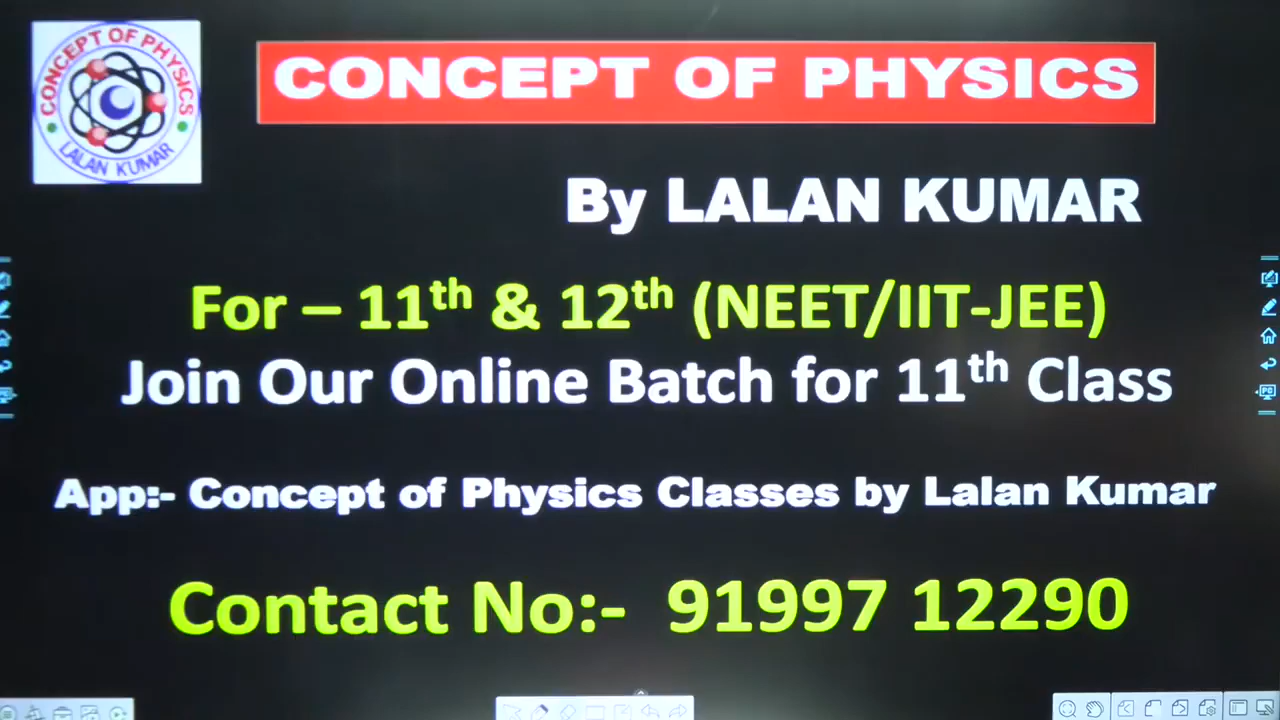 CONCEPT OF PHYSICS
LALAN KUMAR
CONCEPT OF PHYSICS
By LALAN KUMAR
For – 11th & 12th (NEET/IIT-JEE)
Join Our Online Batch for 11th Class
App:- Concept of Physics Classes by Lalan Kumar
Contact No:- 91997 12290